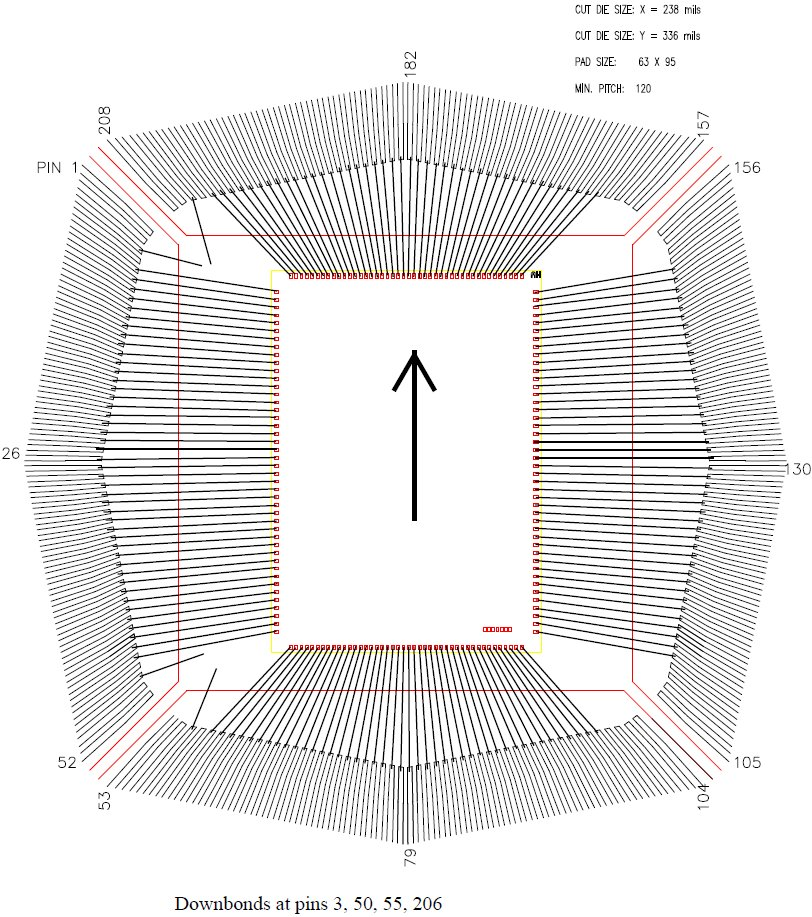 CUT DIE SIZE: X = 238 mils
CUT DIE SIZE: Y = 336 mils
PAD SIZE: 63 X 95
MIN. PITCH: 120
182
208
157
PIN 1
156
26
130
52
105
53
104
79
Downbonds at pins 3, 50, 55, 206